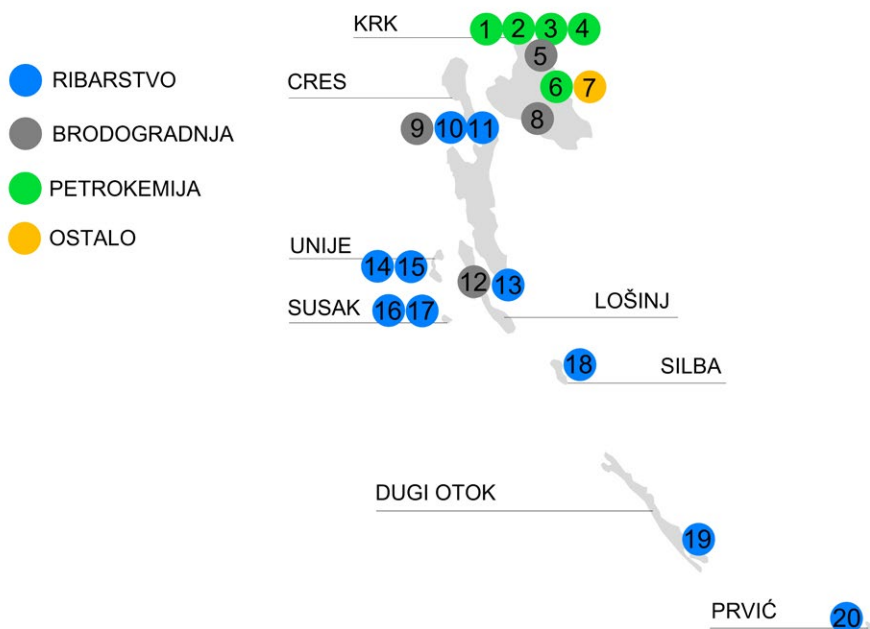 KRK
1 2 3 4
5
CRES
6 7
RIBARSTVO
8
9 10 11
BRODOGRADNJA
PETROKEMIJA
OSTALO
UNIJE
14 15
12 13
SUSAK
16 17
LOŠINJ
18
SILBA
DUGI OTOK
19
PRVIĆ
20